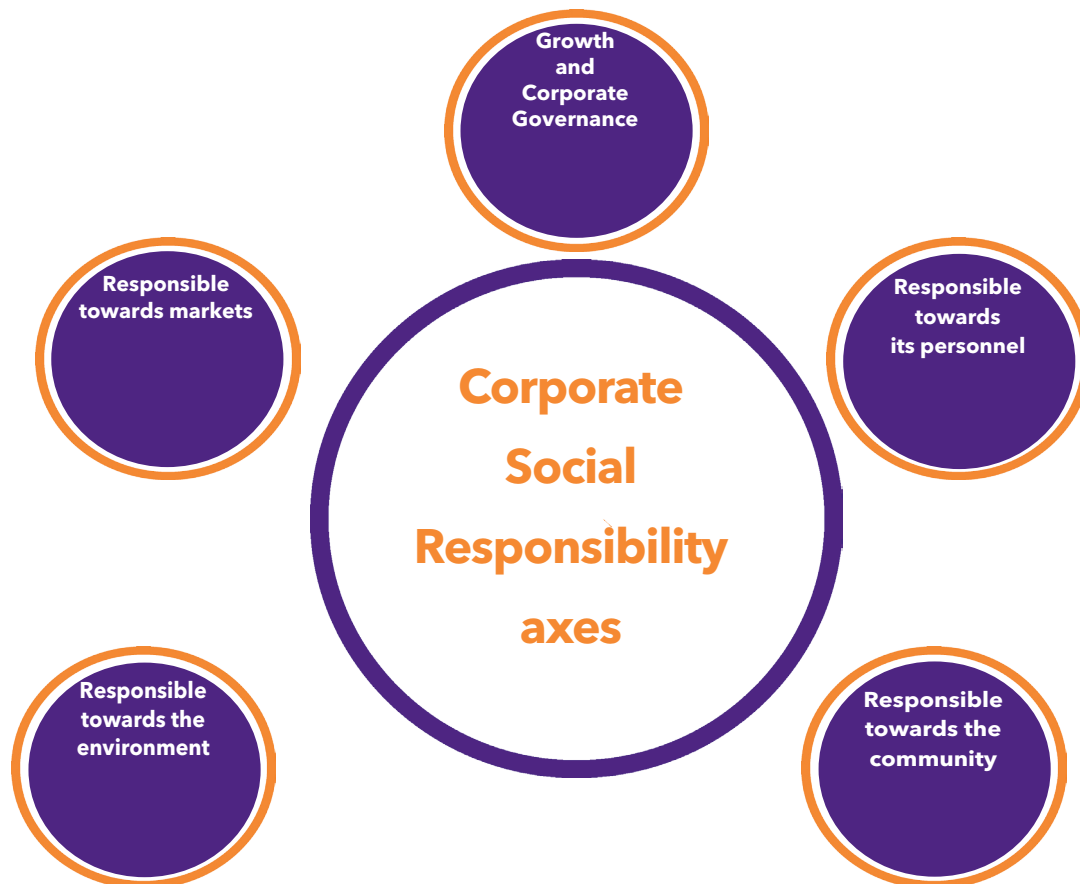 Growth
and
Corporate
Governance
Responsible
towards markets
Responsible
towards
its personnel
Corporate
Social
Responsibility
axes
Responsible
towards the
environment
Responsible
towards the
community